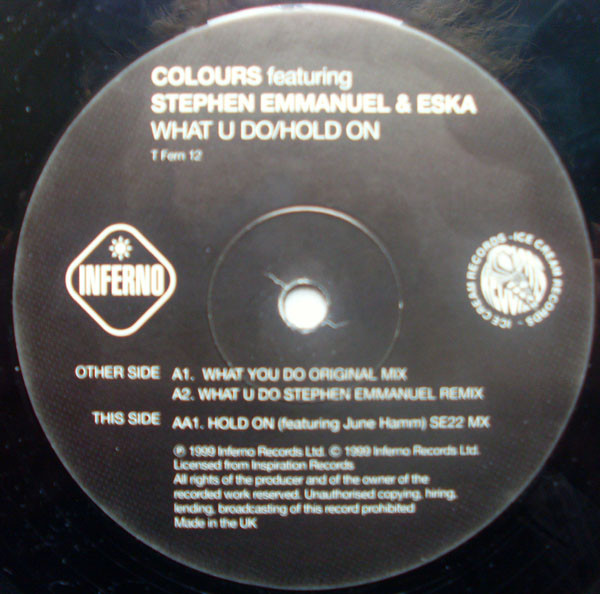 COLOURS featuring
STEPHEN EMMANUEL & ESKA
WHAT U DO/HOLD ON
T Fern 12
INFERNO
ICE CREAM RECORDS - ICE CREAM RECORDS -
OTHER SIDE A1. WHAT YOU DO ORIGINAL MIX
A2. WHAT U DO STEPHEN EMMANUEL REMIX
THIS SIDE AA1. HOLD ON (featuring June Hamm) SE22 MX
℗ 1999 Inferno Records Ltd. © 1999 Inferno Records Ltd.
Licensed from Inspiration Records
All rights of the producer and of the owner of the
recorded work reserved. Unauthorised copying, hiring,
lending, broadcasting of this record prohibited
Made in the UK